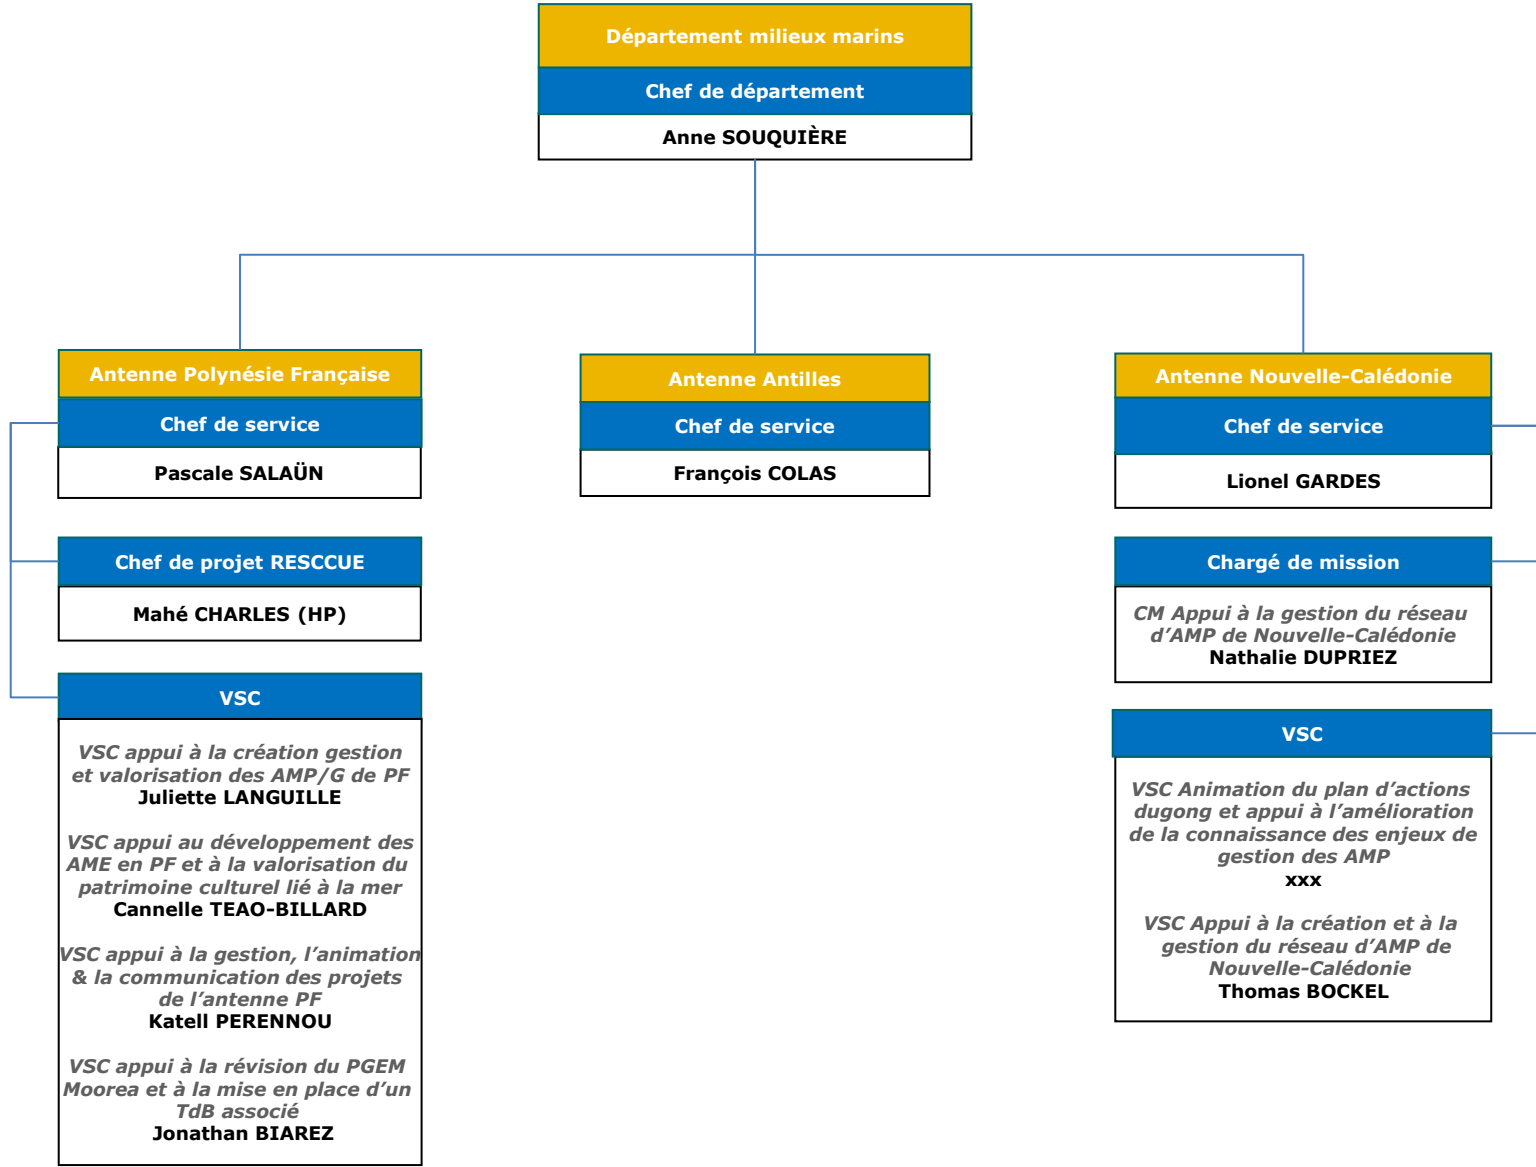 Département milieux marins
Chef de département
Anne SOUQUIÈRE
Antenne Polynésie Française
Chef de service
Pascale SALAÜN
Chef de projet RESCCUE
Mahé CHARLES (HP)
VSC
VSC appui à la création gestion
et valorisation des AMP/G de PF
Juliette LANGUILLE
VSC appui au développement des
AME en PF et à la valorisation du
patrimoine culturel lié à la mer
Cannelle TEAO-BILLARD
VSC appui à la gestion, l’animation
& la communication des projets
de l’antenne PF
Katell PERENNOU
VSC appui à la révision du PGEM
Moorea et à la mise en place d’un
TdB associé
Jonathan BIAREZ
Antenne Antilles
Chef de service
François COLAS
Antenne Nouvelle-Calédonie
Chef de service
Lionel GARDES
Chargé de mission
CM Appui à la gestion du réseau
d’AMP de Nouvelle-Calédonie
Nathalie DUPRIEZ
VSC
VSC Animation du plan d’actions
dugong et appui à l’amélioration
de la connaissance des enjeux de
gestion des AMP
xxx
VSC Appui à la création et à la
gestion du réseau d’AMP de
Nouvelle-Calédonie
Thomas BOCKEL